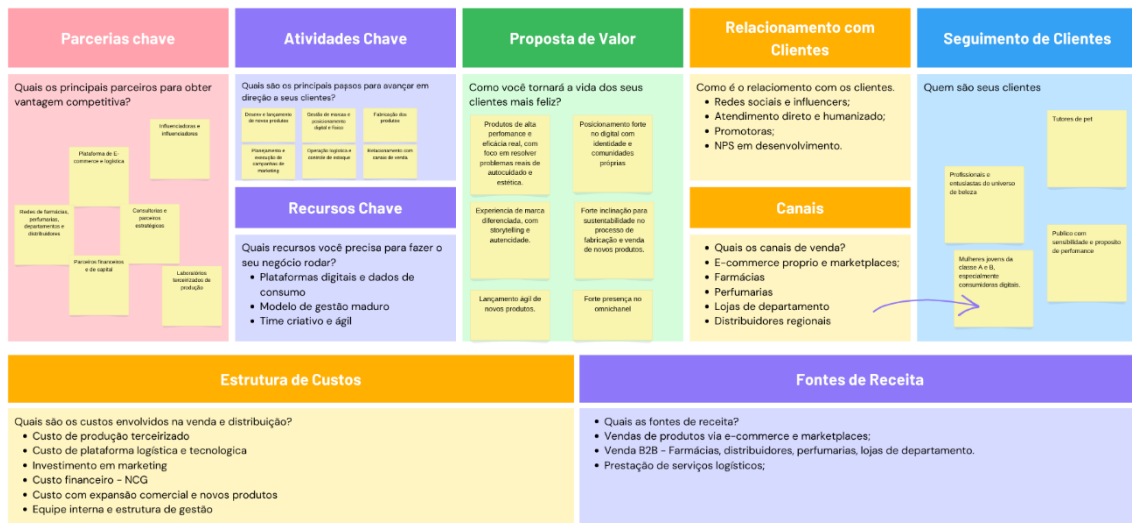 Parcerias chave
Quais os principais parceiros para obter
vantagem competitiva?
Influenciadoras e
influenciadores
Plataforma de E-
commerce e logística
Redes de farmácias,
perfumarias,
departamentos e
distribuidores
Consultorias e
parceiros
estratégicos
Parceiros financeiros
e de capital
Laboratórios
terceirizados de
produção
Atividades Chave
Quais são os principais passos para avançar em
direção a seus clientes?
Desenv e lançamento
de novos produtos
Gestão de marcas e
posicionamento
digital e físico
Fabricação dos
produtos
Planejamento e
execução de
campanhas de
marketing
Operação logística e
controle de estoque
Relacionamento com
canais de venda.
Recursos Chave
Quais recursos você precisa para fazer o
seu negócio rodar?
• Plataformas digitais e dados de
consumo
• Modelo de gestão maduro
• Time criativo e ágil
Proposta de Valor
Como você tornará a vida dos seus
clientes mais feliz?
Produtos de alta
perfomance e
eficácia real, com
foco em resolver
problemas reais de
autocuidado e
estética.
Posicionamento forte
no digital com
identidade e
comunidades
próprias
Experiencia de marca
diferenciada, com
storytelling e
autencidade.
Forte inclinação para
sustentabilidade no
processo de
fabricação e venda
de novos produtos.
Lançamento ágil de
novos produtos.
Forte presença no
omnichanel
Relacionamento com
Clientes
Como é o relaciomento com os clientes.
• Redes sociais e influencers;
• Atendimento direto e humanizado;
• Promotoras;
• NPS em desenvolvimento.
Canais
• Quais os canais de venda?
• E-commerce proprio e marketplaces;
• Farmácias
• Perfumarias
• Lojas de departamento
• Distribuidores regionais
Seguimento de Clientes
Quem são seus clientes
Tutores de pet
Profissionais e
entusiastas do universo
de beleza
Publico com
sensibilidade e proposito
de perfomance
Mulheres jovens da
classe A e B,
especialmente
consumidoras digitais.
Estrutura de Custos
Quais são os custos envolvidos na venda e distribuição?
• Custo de produção terceirizado
• Custo de plataforma logística e tecnologica
• Investimento em marketing
• Custo financeiro - NCG
• Custo com expansão comercial e novos produtos
• Equipe interna e estrutura de gestão
Fontes de Receita
• Quais as fontes de receita?
• Vendas de produtos via e-commerce e marketplaces;
• Venda B2B - Farmácias, distribuidores, perfumarias, lojas de departamento.
• Prestação de serviços logísticos;